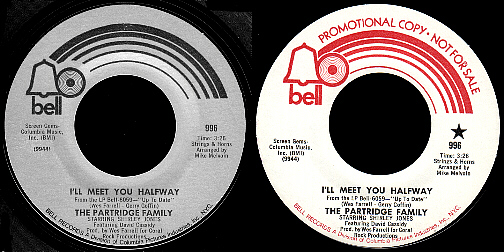 bell
Screen Gems-
Columbia Music,
Inc. (BMI)
(9944)
996
Time: 3:26
Strings & Horns
Arranged by
Mike Melvoin
I'LL MEET YOU HALFWAY
From the LP Bell-6059—"Up To Date"
(Wes Farrell - Gerry Goffin)
THE PARTRIDGE FAMILY
STARRING SHIRLEY JONES
Featuring David Cassidy
Prod. by Wes Farrell for Coral
Rock Productions, Inc.
BELL RECORDS A Division of Columbia Pictures Industries, Inc. NYC.
PROMOTIONAL COPY • NOT FOR SALE
bell
Screen Gems-
Columbia Music,
Inc. (BMI)
(9944)
★
996
Time: 3:26
Strings & Horns
Arranged by
Mike Melvoin
I'LL MEET YOU HALFWAY
From the LP Bell-6059—"Up To Date"
(Wes Farrell - Gerry Goffin)
THE PARTRIDGE FAMILY
STARRING SHIRLEY JONES
Featuring David Cassidy
Prod. by Wes Farrell for Coral
Rock Productions, Inc.
BELL RECORDS A Division of Columbia Pictures Industries, Inc. NYC.